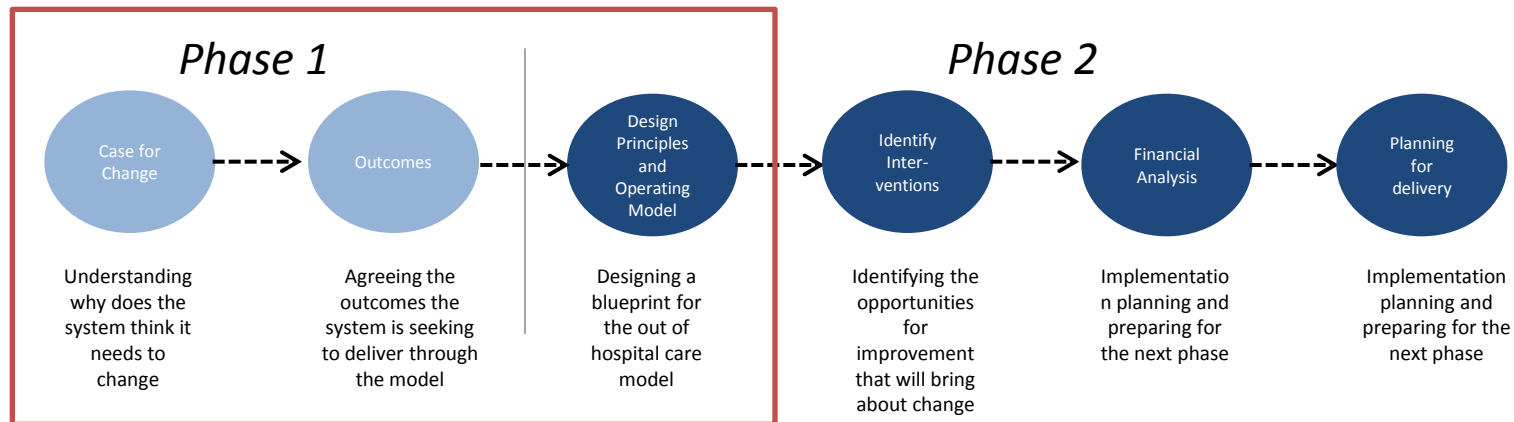 Phase 1
Phase 2
Case for
Change
Outcomes
Design
Principles
and
Operating
Model
Identify
Inter-
ventions
Financial
Analysis
Planning
for
delivery
Understanding
why does the
system think it
needs to
change
Agreeing the
outcomes the
system is seeking
to deliver through
the model
Designing a
blueprint for
the out of
hospital care
model
Identifying the
opportunities
for
improvement
that will bring
about change
Implementatio
n planning and
preparing for
the next phase
Implementation
planning and
preparing for the
next phase